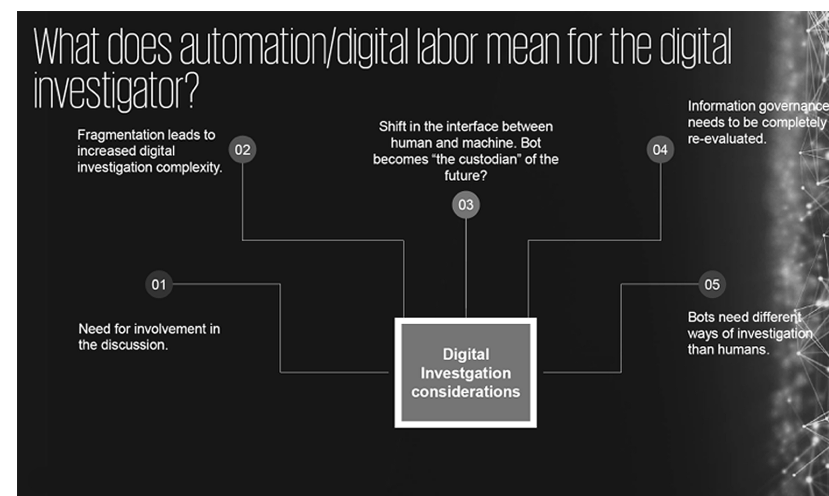 What does automation/digital labor mean for the digital
investigator?
01
Need for involvement in
the discussion.
02
Fragmentation leads to
increased digital
investigation complexity.
03
Shift in the interface between
human and machine. Bot
becomes “the custodian” of the
future?
04
Information governance
needs to be completely
re-evaluated.
05
Bots need different
ways of investigation
than humans.
Digital
Investgation
considerations